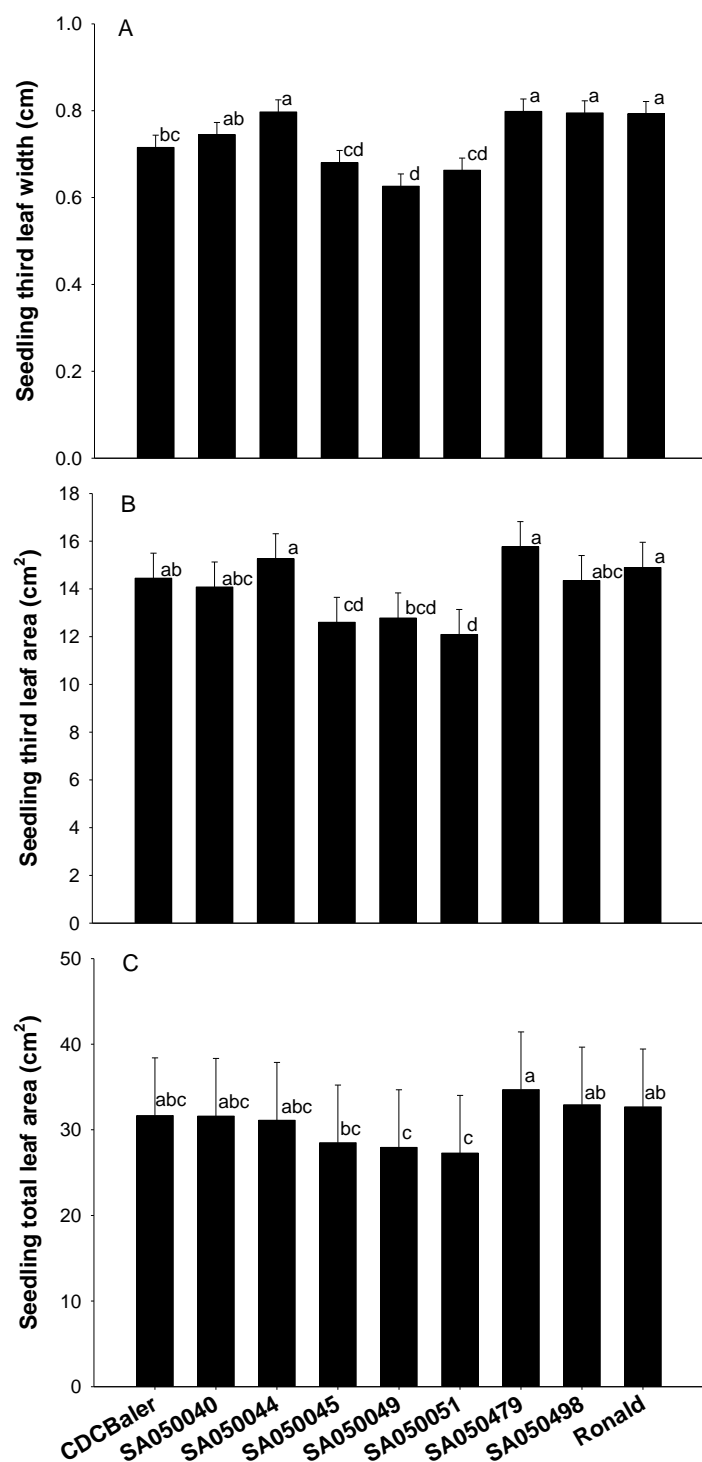 A
Seedling third leaf width (cm)
1.0
0.8
0.6
0.4
0.2
0.0
bc
ab
a
cd
d
cd
a
a
a
B
Seedling third leaf area (cm²)
18
16
14
12
10
8
6
4
2
0
ab
abc
a
cd
bcd
d
a
abc
a
C
Seedling total leaf area (cm²)
50
40
30
20
10
0
abc
abc
abc
bc
c
c
a
ab
ab
CDCBaler
SA050040
SA050044
SA050045
SA050049
SA050051
SA050479
SA050498
Ronald